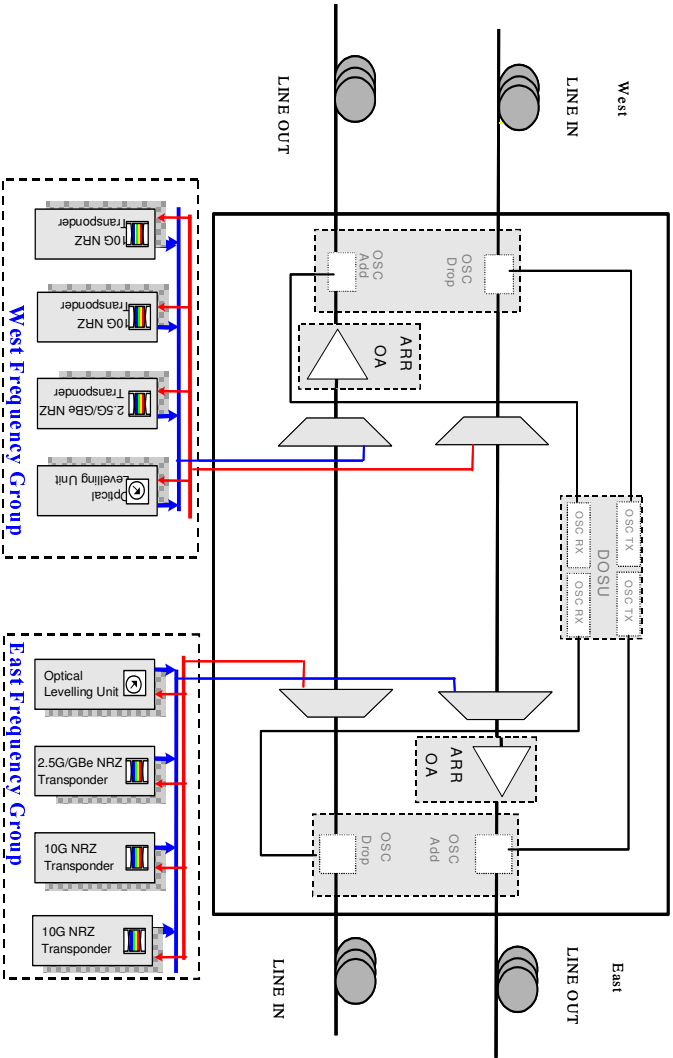 West
LINE IN
LINE OUT
OSC
Drop
OSC
Add
ARR
OA
OSC TX
OSC RX
DOSU
OSC TX
OSC RX
ARR
OA
OSC
Add
OSC
Drop
East
LINE OUT
LINE IN
10G NRZ
Transponder
10G NRZ
Transponder
2.5G/GBe NRZ
Transponder
Optical
Levelling Unit
West Frequency Group
Optical
Levelling Unit
2.5G/GBe NRZ
Transponder
10G NRZ
Transponder
10G NRZ
Transponder
East Frequency Group